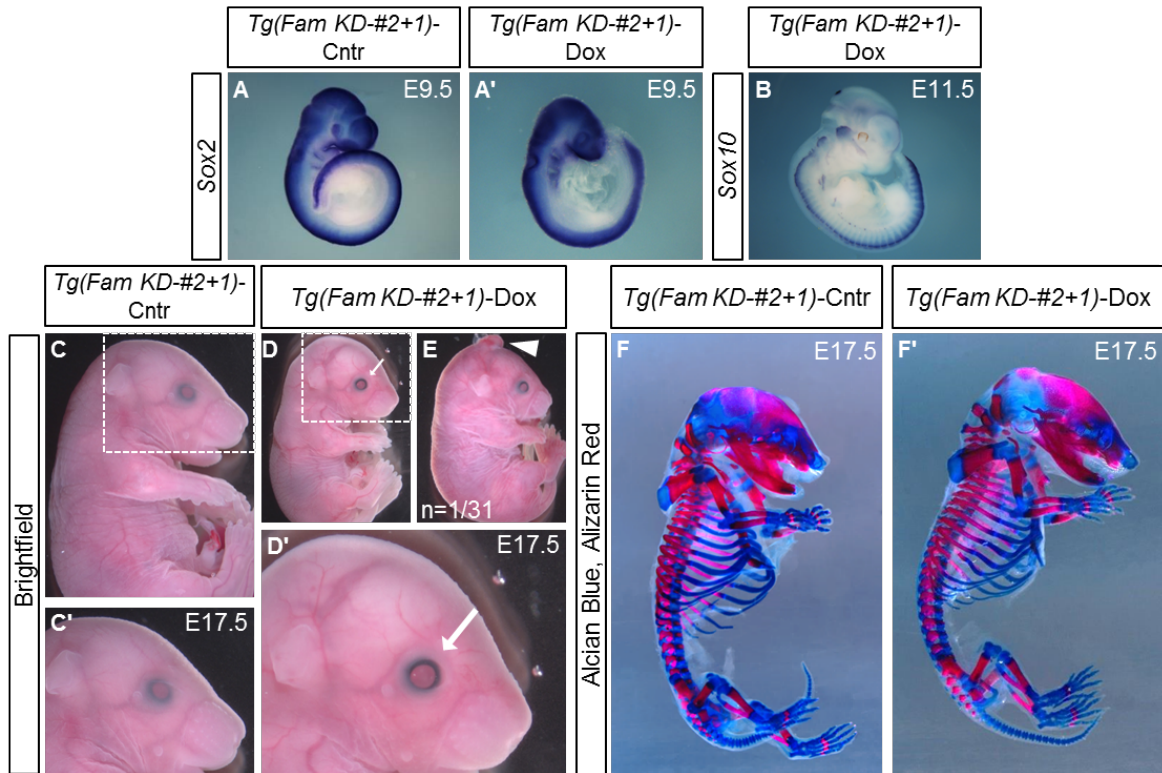 Tg(Fam KD-#2+1)-
Cntr
Tg(Fam KD-#2+1)-
Dox
Tg(Fam KD-#2+1)-
Dox
Sox2
A
E9.5
A'
E9.5
Sox10
B
E11.5
Tg(Fam KD-#2+1)-
Cntr
Tg(Fam KD-#2+1)-Dox
Brightfield
C
D
E
n=1/31
C'
E17.5
D'
E17.5
Alcian Blue, Alizarin Red
Tg(Fam KD-#2+1)-Cntr
Tg(Fam KD-#2+1)-Dox
F
E17.5
F'
E17.5